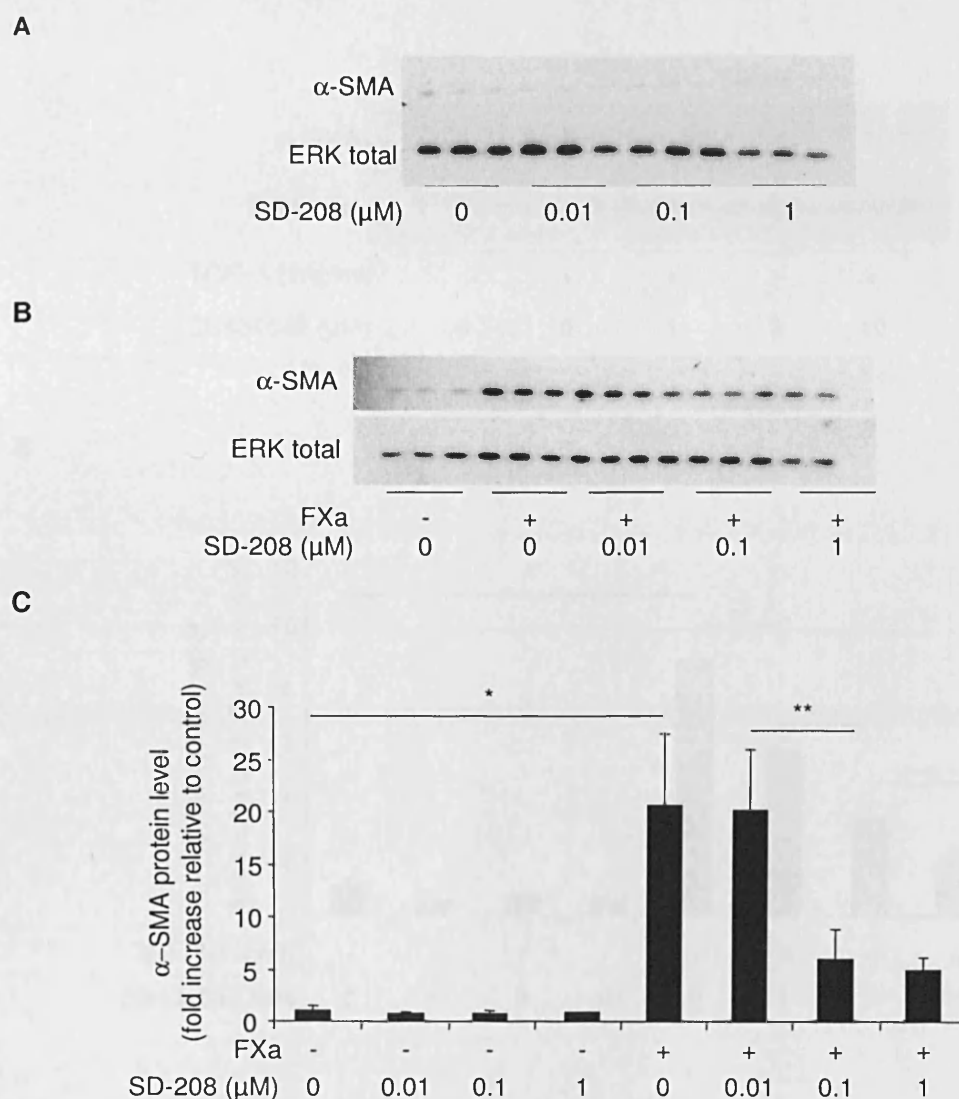 A
α-SMA
ERK total
SD-208 (μM) 0 0.01 0.1 1
B
α-SMA
ERK total
FXa - + + + +
SD-208 (μM) 0 0 0.01 0.1 1
C
α–SMA protein level
(fold increase relative to control)
30
25
20
15
10
5
0
*
**
FXa - - - - + + + +
SD-208 (μM) 0 0.01 0.1 1 0 0.01 0.1 1